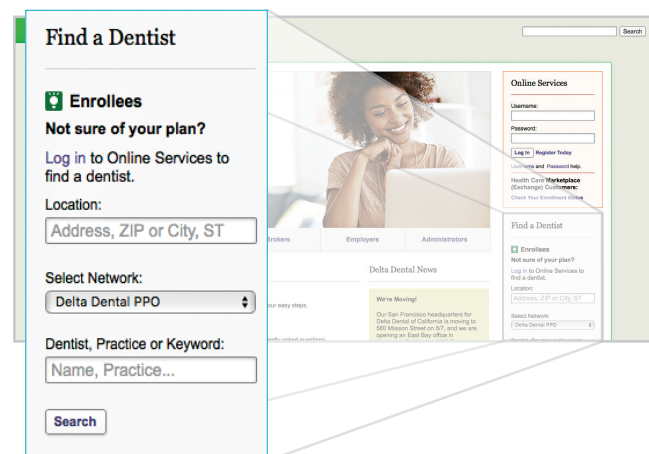 Find a Dentist
Enrollees
Not sure of your plan?
Log in to Online Services to
find a dentist.
Location:
Address, ZIP or City, ST
Select Network:
Delta Dental PPO
Dentist, Practice or Keyword:
Name, Practice...
Search
Search
Online Services
Username:
Password:
Log In Register Today
Username and Password help.
Health Care Marketplace
(Exchange) Customers:
Check Your Enrollment Status
Brokers
Employers
Administrators
Delta Dental News
We're Moving!
Our San Francisco headquarters for
Delta Dental of California is moving to
560 Mission Street on 5/7, and we are
opening an East Bay office in
our easy steps.
asked questions
Find a Dentist
Enrollees
Not sure of your plan?
Log in to Online Services to
find a dentist.
Location:
Address, ZIP or City, ST
Select Network:
Delta Dental PPO